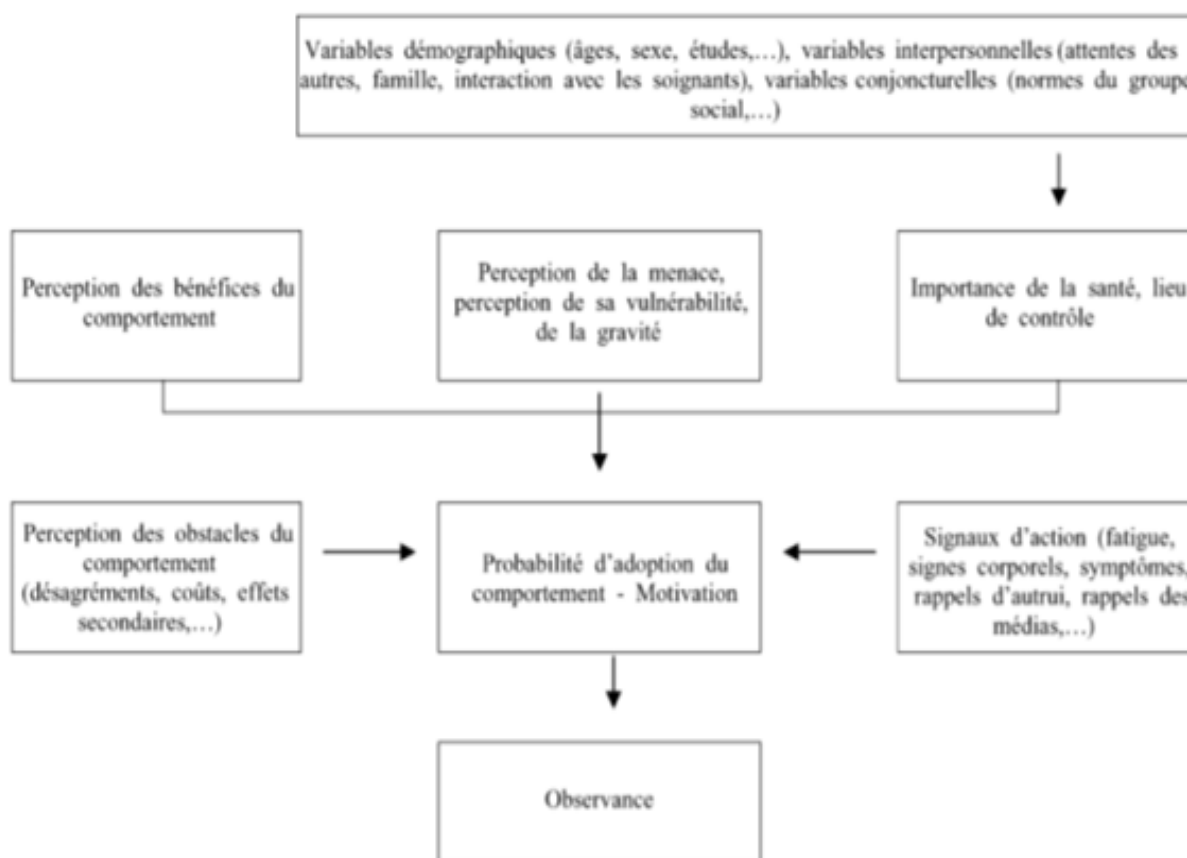 Variables démographiques (âges, sexe, études,…), variables interpersonnelles (attentes des
autres, famille, interaction avec les soignants), variables conjoncturelles (normes du groupe
social,…)
Perception des bénéfices du
comportement
Perception de la menace,
perception de sa vulnérabilité,
de la gravité
Importance de la santé, lieu
de contrôle
Perception des obstacles du
comportement
(désagréments, coûts, effets
secondaires,…)
Probabilité d’adoption du
comportement - Motivation
Signaux d’action (fatigue,
signes corporels, symptômes,
rappels d’autrui, rappels des
médias,…)
Observance